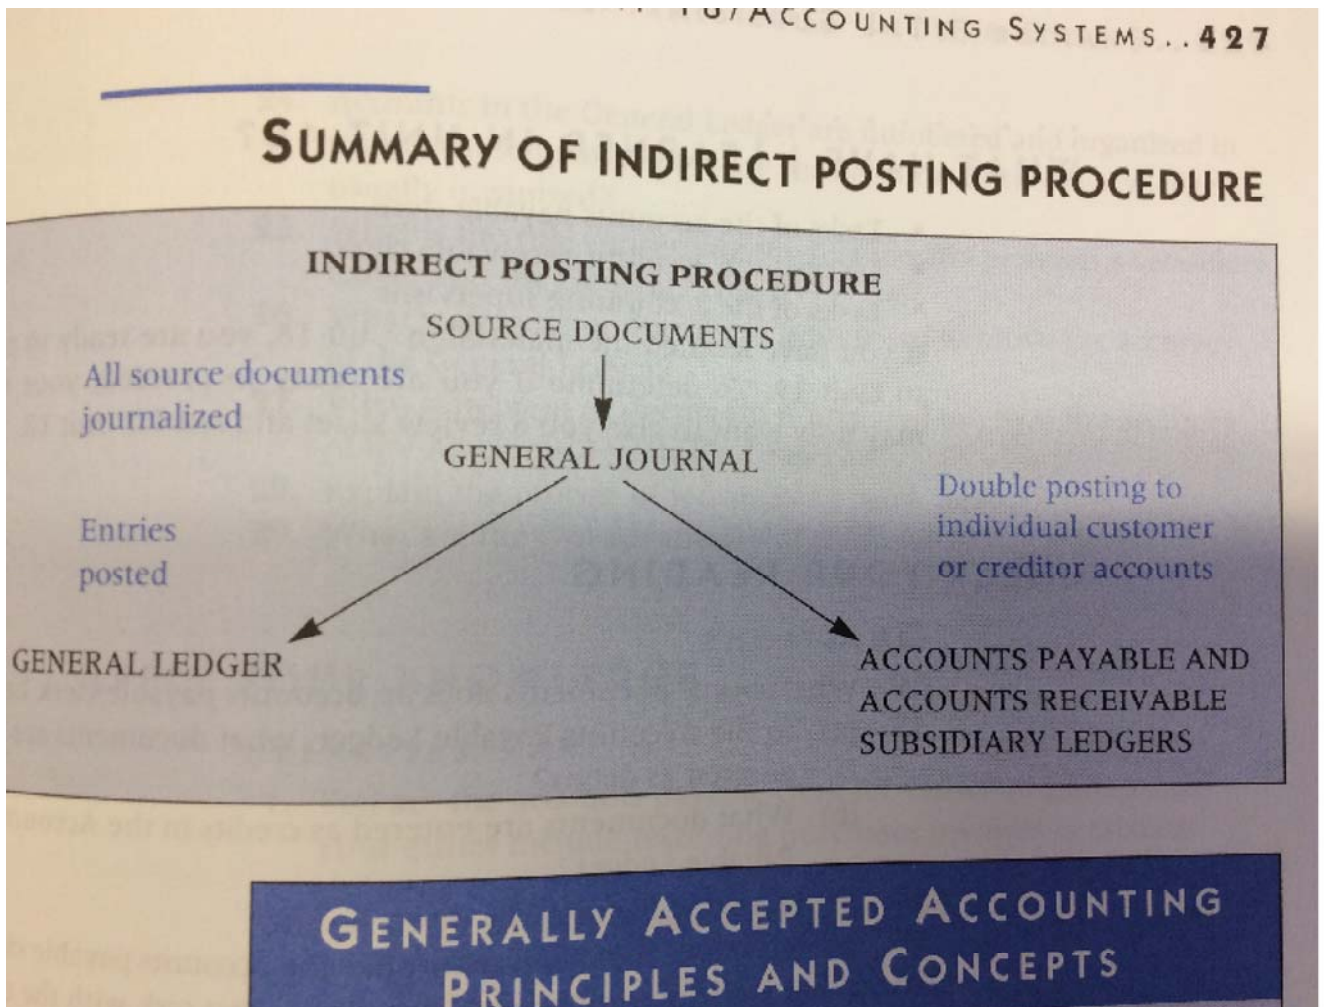 ACCOUNTING SYSTEMS..427
SUMMARY OF INDIRECT POSTING PROCEDURE
INDIRECT POSTING PROCEDURE
SOURCE DOCUMENTS
All source documents
journalized
GENERAL JOURNAL
Entries
posted
Double posting to
individual customer
or creditor accounts
GENERAL LEDGER
ACCOUNTS PAYABLE AND
ACCOUNTS RECEIVABLE
SUBSIDIARY LEDGERS
GENERALLY ACCEPTED ACCOUNTING
PRINCIPLES AND CONCEPTS